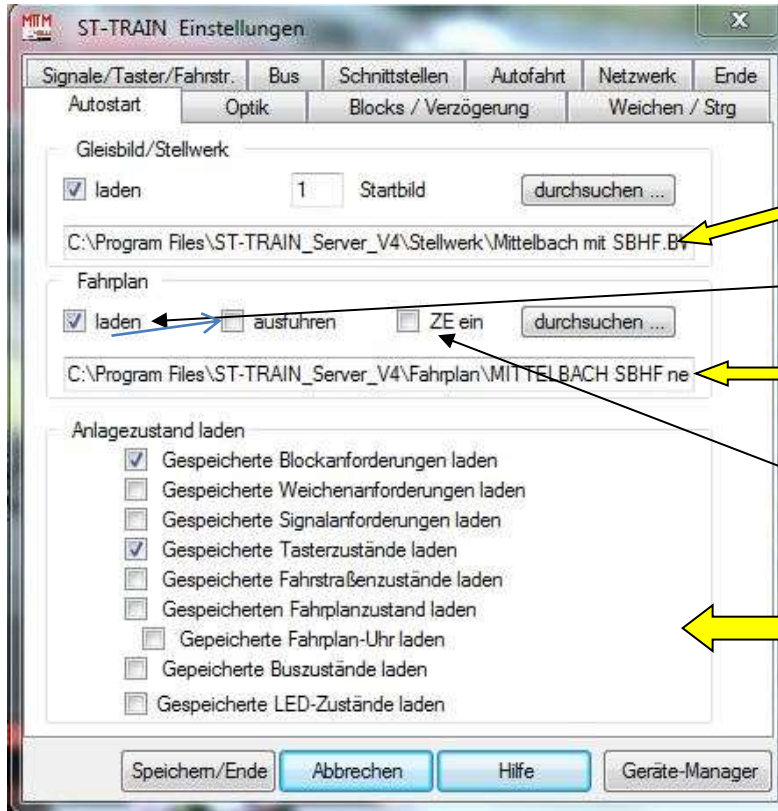 MTTM
ST-TRAIN Einstellungen
X
Signale/Taster/Fahrstr. Bus Schnittstellen Autofahrt Netzwerk Ende
Autostart Optik Blocks / Verzögerung Weichen / Strg
Gleisbild/Stellwerk
laden 1 Startbild durchsuchen ...
C:\Program Files\ST-TRAIN_Server_V4\Stellwerk\Mittelbach mit SBHF.
Fahrplan
laden ausführen ZE ein durchsuchen ...
C:\Program Files\ST-TRAIN_Server_V4\Fahrplan\MITTELBACH SBHF ne
Anlagezustand laden
Gespeicherte Blockanforderungen laden
Gespeicherte Weichenanforderungen laden
Gespeicherte Signalanforderungen laden
Gespeicherte Tasterzustände laden
Gespeicherte Fahrstraßenzustände laden
Gespeicherten Fahrplanzustand laden
Gepeicherte Fahrplan-Uhr laden
Gepeicherte Buszustände laden
Gespeicherte LED-Zustände laden
Speichern/Ende Abbrechen Hilfe Geräte-Manager